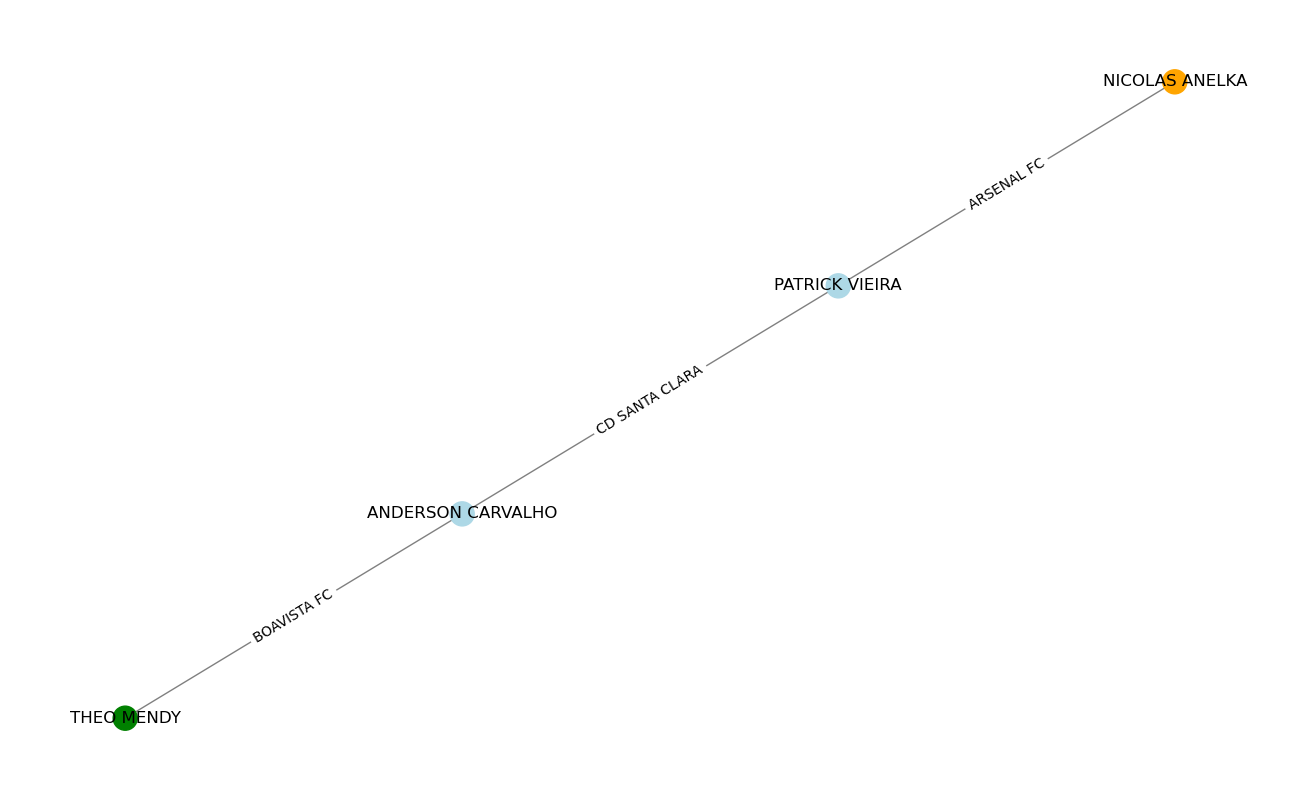 NICOLAS ANELKA
ARSENAL FC
PATRICK VIEIRA
CD SANTA CLARA
ANDERSON CARVALHO
BOAVISTA FC
THEO MENDY